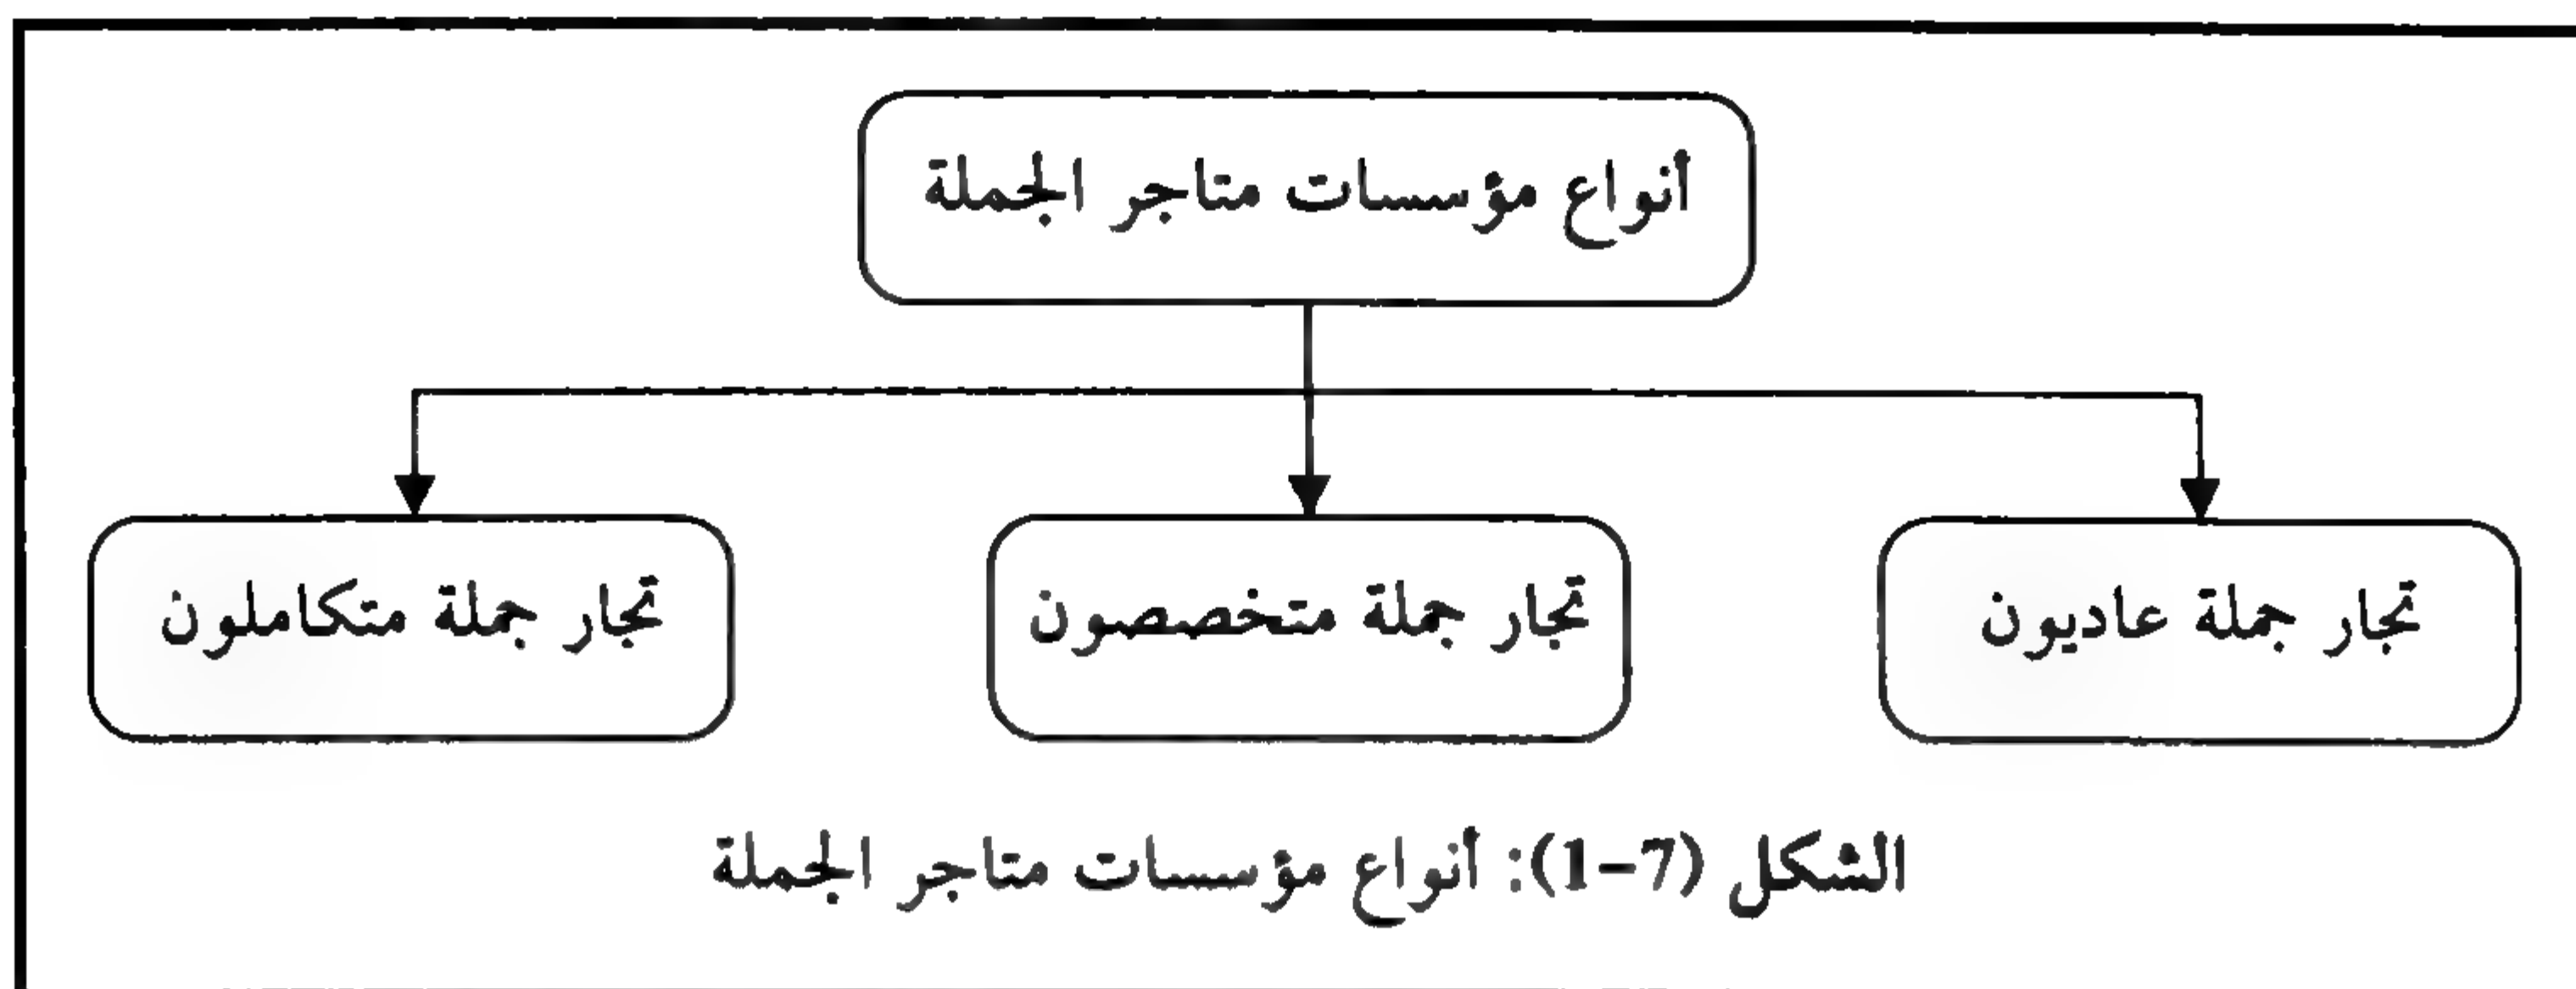 أنواع مؤسسات متاجر الجملة
تجار جملة عاديون
تجار جملة متخصصون
تجار جملة متكاملون
الشكل (7-1): أنواع مؤسسات متاجر الجملة